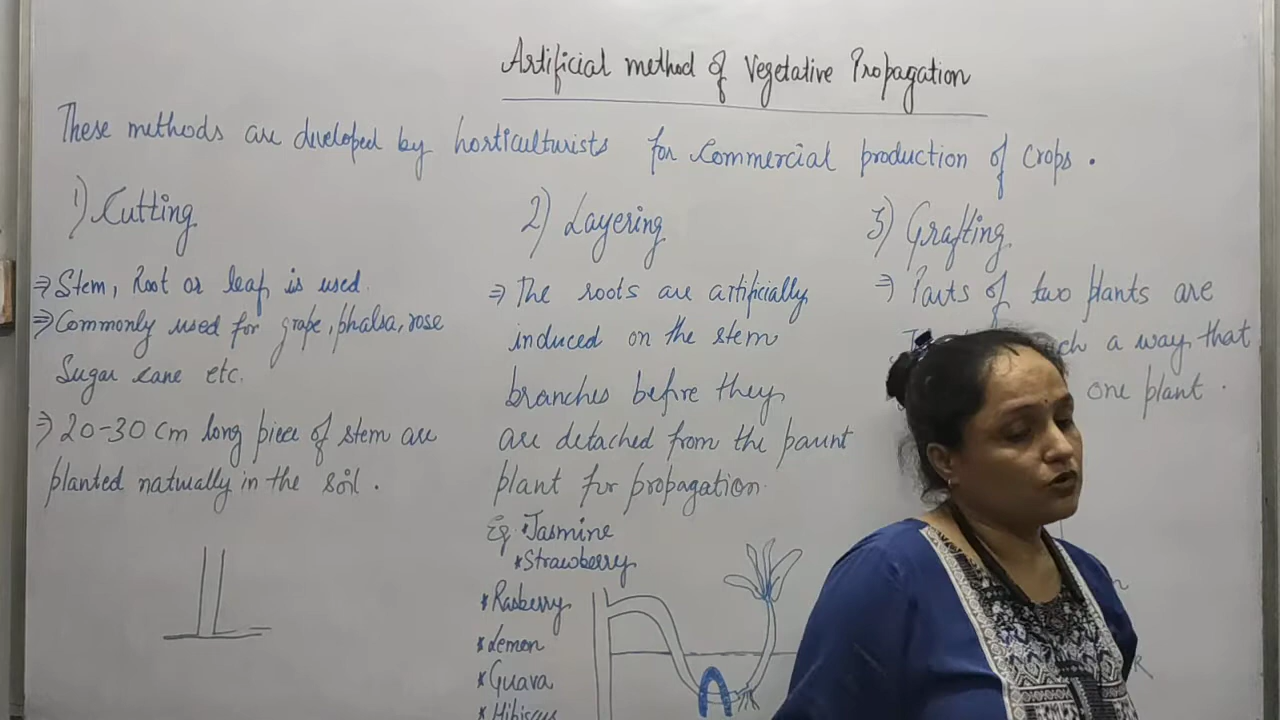 Artificial method of Vegetative Propagation
These methods are developed by horticulturists for commercial production of crops.
1) Cutting
⇒ Stem, Root or leaf is used.
⇒ Commonly used for grape, phalsa, rose
Sugar cane etc.
⇒ 20-30 cm long piece of stem are
planted naturally in the soil.
2) Layering
⇒ The roots are artificially
induced on the stem
branches before they
are detached from the parent
plant for propagation.
Eg. *Jasmine
*Strawberry
*Rasberry
*Lemon
*Guava
*Hibiscus
3) Grafting
⇒ Parts of two plants are
a way that
one plant.